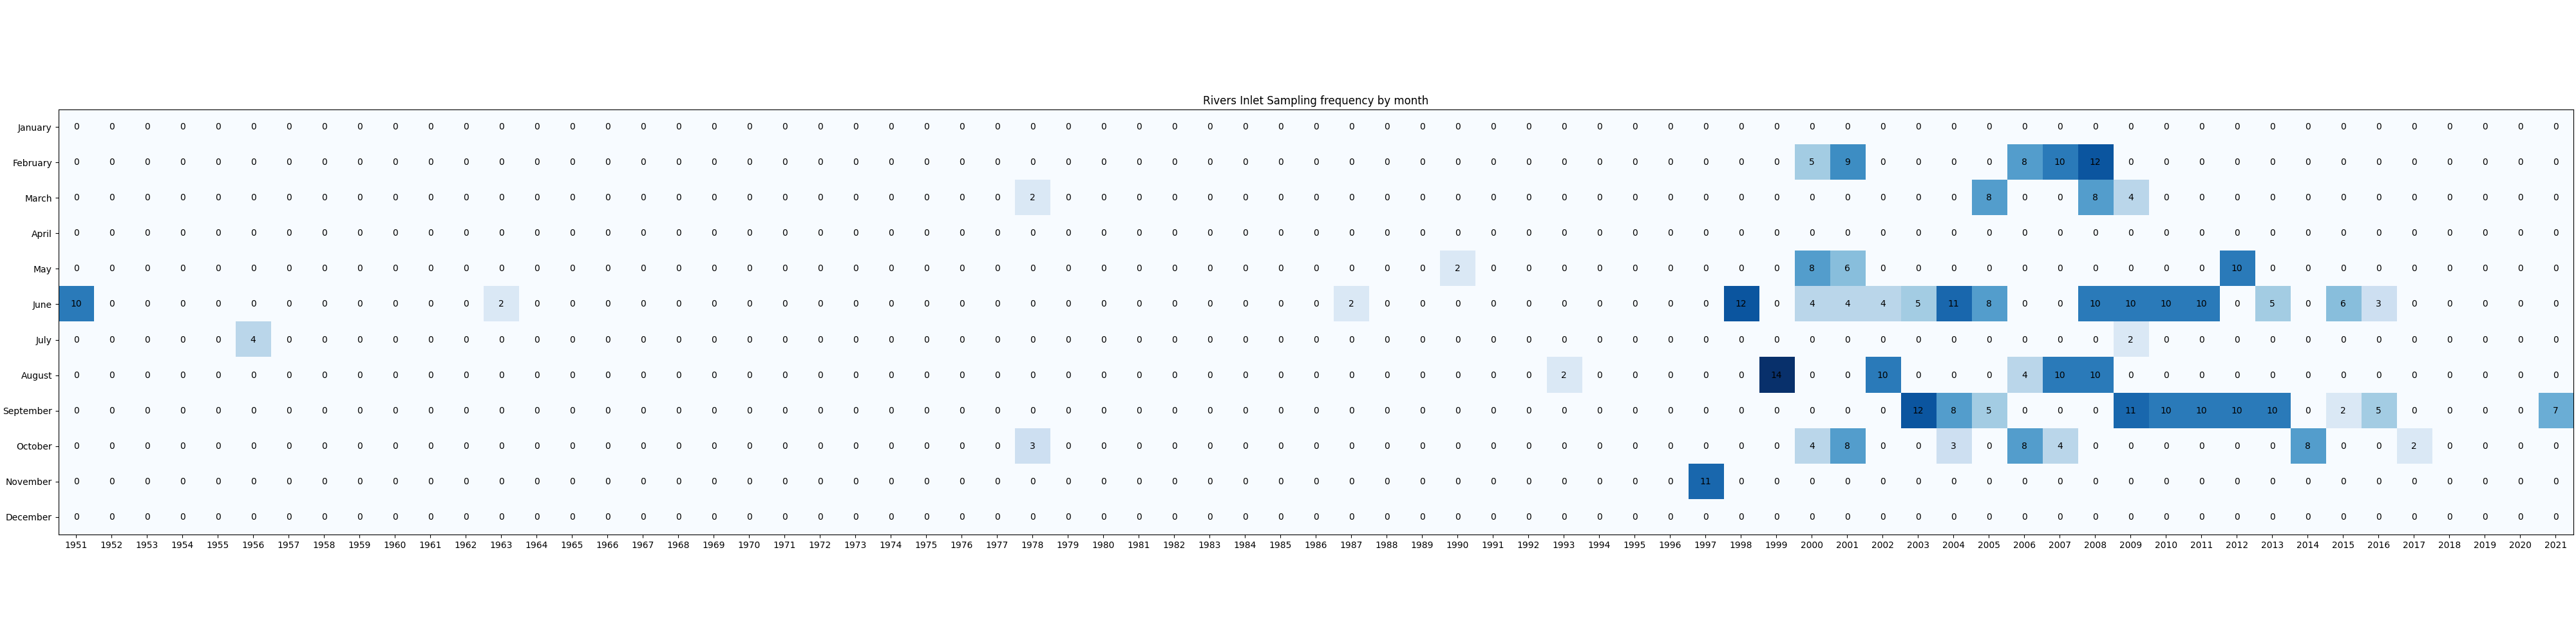 Rivers Inlet Sampling frequency by month
January 0 0 0 0 0 0 0 0 0 0 0 0 0 0 0 0 0 0 0 0 0 0 0 0 0 0 0 0 0 0 0 0 0 0 0 0 0 0 0 0 0 0 0 0 0 0 0 0 0 0 0 0 0 0 0 0 0 0 0 0 0 0 0 0 0 0 0 0 0 0 0
February 0 0 0 0 0 0 0 0 0 0 0 0 0 0 0 0 0 0 0 0 0 0 0 0 0 0 0 0 0 0 0 0 0 0 0 0 0 0 0 0 0 0 0 0 0 0 0 0 0 5 9 0 0 0 0 8 10 12 0 0 0 0 0 0 0 0 0 0 0 0 0
March 0 0 0 0 0 0 0 0 0 0 0 0 0 0 0 0 0 0 0 0 0 0 0 0 0 0 0 2 0 0 0 0 0 0 0 0 0 0 0 0 0 0 0 0 0 0 0 0 0 0 0 0 0 0 8 0 0 8 4 0 0 0 0 0 0 0 0 0 0 0 0
April 0 0 0 0 0 0 0 0 0 0 0 0 0 0 0 0 0 0 0 0 0 0 0 0 0 0 0 0 0 0 0 0 0 0 0 0 0 0 0 0 0 0 0 0 0 0 0 0 0 0 0 0 0 0 0 0 0 0 0 0 0 0 0 0 0 0 0 0 0 0 0
May 0 0 0 0 0 0 0 0 0 0 0 0 0 0 0 0 0 0 0 0 0 0 0 0 0 0 0 0 0 0 0 0 0 0 0 0 0 0 0 2 0 0 0 0 0 0 0 0 0 8 6 0 0 0 0 0 0 0 0 0 0 10 0 0 0 0 0 0 0 0 0
June 10 0 0 0 0 0 0 0 0 0 0 0 2 0 0 0 0 0 0 0 0 0 0 0 0 0 0 0 0 0 0 0 0 0 0 0 2 0 0 0 0 0 0 0 0 0 0 12 0 4 4 4 5 11 8 0 0 10 10 10 10 0 5 0 6 3 0 0 0 0 0
July 0 0 0 0 0 4 0 0 0 0 0 0 0 0 0 0 0 0 0 0 0 0 0 0 0 0 0 0 0 0 0 0 0 0 0 0 0 0 0 0 0 0 0 0 0 0 0 0 0 0 0 0 0 0 0 0 0 0 2 0 0 0 0 0 0 0 0 0 0 0 0
August 0 0 0 0 0 0 0 0 0 0 0 0 0 0 0 0 0 0 0 0 0 0 0 0 0 0 0 0 0 0 0 0 0 0 0 0 0 0 0 0 0 0 2 0 0 0 0 0 14 0 0 10 0 0 0 4 10 10 0 0 0 0 0 0 0 0 0 0 0 0 0
September 0 0 0 0 0 0 0 0 0 0 0 0 0 0 0 0 0 0 0 0 0 0 0 0 0 0 0 0 0 0 0 0 0 0 0 0 0 0 0 0 0 0 0 0 0 0 0 0 0 0 0 0 12 8 5 0 0 0 11 10 10 10 10 0 2 5 0 0 0 0 7
October 0 0 0 0 0 0 0 0 0 0 0 0 0 0 0 0 0 0 0 0 0 0 0 0 0 0 0 3 0 0 0 0 0 0 0 0 0 0 0 0 0 0 0 0 0 0 0 0 0 4 8 0 0 3 0 8 4 0 0 0 0 0 0 8 0 0 2 0 0 0 0
November 0 0 0 0 0 0 0 0 0 0 0 0 0 0 0 0 0 0 0 0 0 0 0 0 0 0 0 0 0 0 0 0 0 0 0 0 0 0 0 0 0 0 0 0 0 0 11 0 0 0 0 0 0 0 0 0 0 0 0 0 0 0 0 0 0 0 0 0 0 0 0
December 0 0 0 0 0 0 0 0 0 0 0 0 0 0 0 0 0 0 0 0 0 0 0 0 0 0 0 0 0 0 0 0 0 0 0 0 0 0 0 0 0 0 0 0 0 0 0 0 0 0 0 0 0 0 0 0 0 0 0 0 0 0 0 0 0 0 0 0 0 0 0
1951 1952 1953 1954 1955 1956 1957 1958 1959 1960 1961 1962 1963 1964 1965 1966 1967 1968 1969 1970 1971 1972 1973 1974 1975 1976 1977 1978 1979 1980 1981 1982 1983 1984 1985 1986 1987 1988 1989 1990 1991 1992 1993 1994 1995 1996 1997 1998 1999 2000 2001 2002 2003 2004 2005 2006 2007 2008 2009 2010 2011 2012 2013 2014 2015 2016 2017 2018 2019 2020 2021